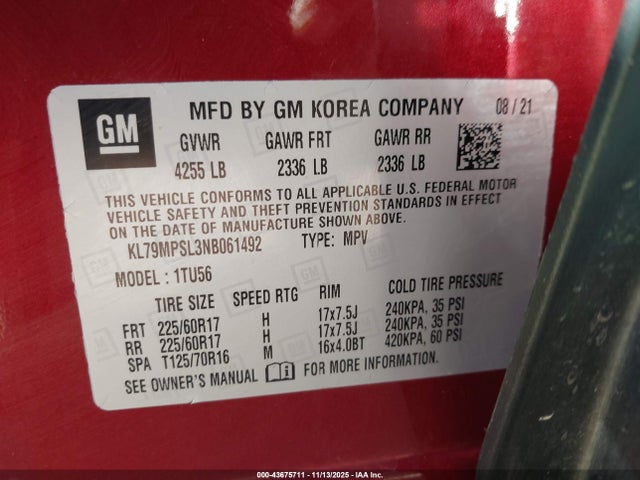 GM
MFD BY GM KOREA COMPANY 08 / 21
GVWR GAWR FRT GAWR RR
4255 LB 2336 LB 2336 LB
THIS VEHICLE CONFORMS TO ALL APPLICABLE U.S. FEDERAL MOTOR
VEHICLE SAFETY AND THEFT PREVENTION STANDARDS IN EFFECT
ON THE DATE OF MANUFACTURE SHOWN ABOVE.
KL79MPSL3NB061492 TYPE: MPV
MODEL: 1TU56
TIRE SIZE SPEED RTG RIM COLD TIRE PRESSURE
FRT 225/60R17 H 17x7.5J 240KPA, 35 PSI
RR 225/60R17 H 17x7.5J 240KPA, 35 PSI
SPA T125/70R16 M 16x4.0BT 420KPA, 60 PSI
SEE OWNER'S MANUAL FOR MORE INFORMATION
000-43675711 - 11/13/2025 - IAA Inc.